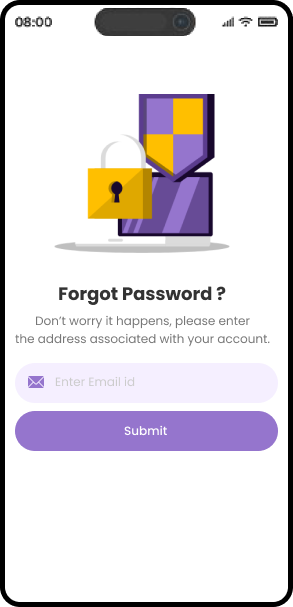 08:00
Forgot Password ?
Don’t worry it happens, please enter
the address associated with your account.
Enter Email id
Submit